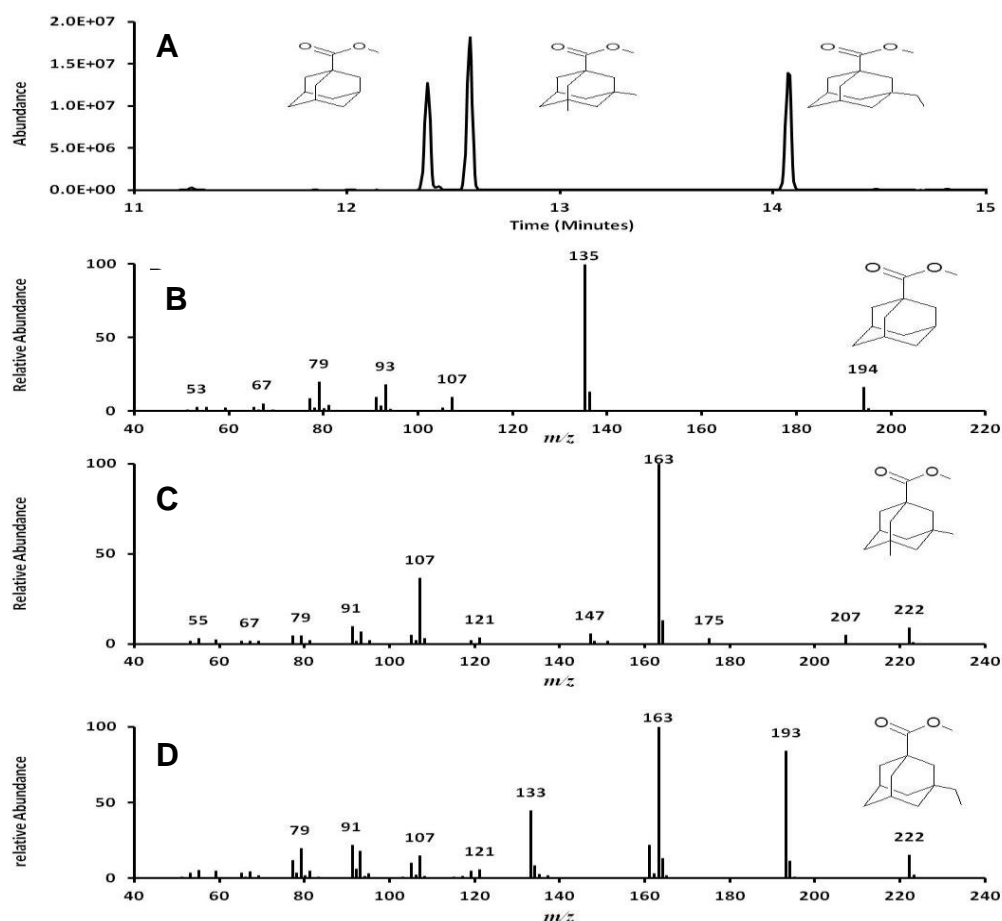 A
Abundance
2.0E+07
1.5E+07
1.0E+07
5.0E+06
0.0E+00
O O
O O
O O
11 12 13 14 15
Time (Minutes)
B
Relative Abundance
100
50
0
53 67 79 93 107 135 194
O O
40 60 80 100 120 140 160 180 200 220
m/z
C
Relative Abundance
100
50
0
55 67 79 91 107 121 147 163 175 207 222
O O
40 60 80 100 120 140 160 180 200 220 240
m/z
D
relative Abundance
100
50
0
79 91 107 121 133 163 193 222
O O
40 60 80 100 120 140 160 180 200 220 240
m/z